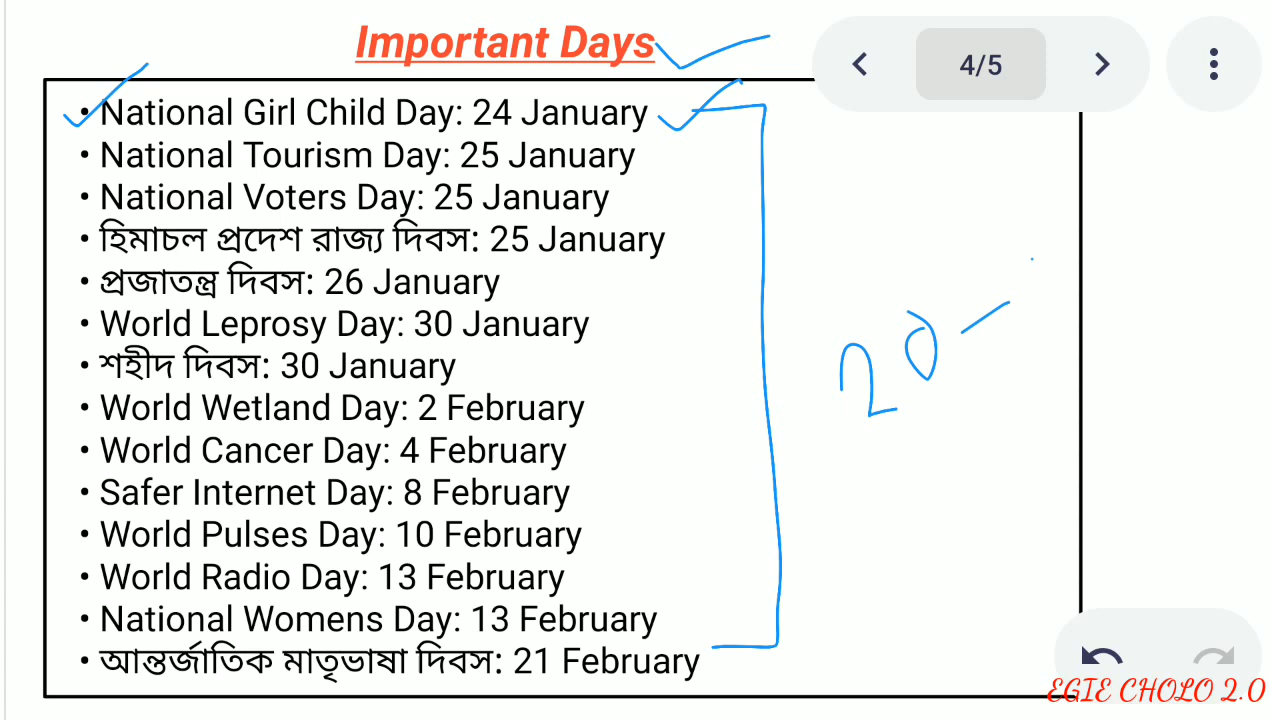 Important Days
4/5
• National Girl Child Day: 24 January
• National Tourism Day: 25 January
• National Voters Day: 25 January
• হিমাচল প্রদেশ রাজ্য দিবস: 25 January
• প্রজাতন্ত্র দিবস: 26 January
• World Leprosy Day: 30 January
• শহীদ দিবস: 30 January
• World Wetland Day: 2 February
• World Cancer Day: 4 February
• Safer Internet Day: 8 February
• World Pulses Day: 10 February
• World Radio Day: 13 February
• National Womens Day: 13 February
• আন্তর্জাতিক মাতৃভাষা দিবস: 21 February
20-
EGIE CHOLO 2.0